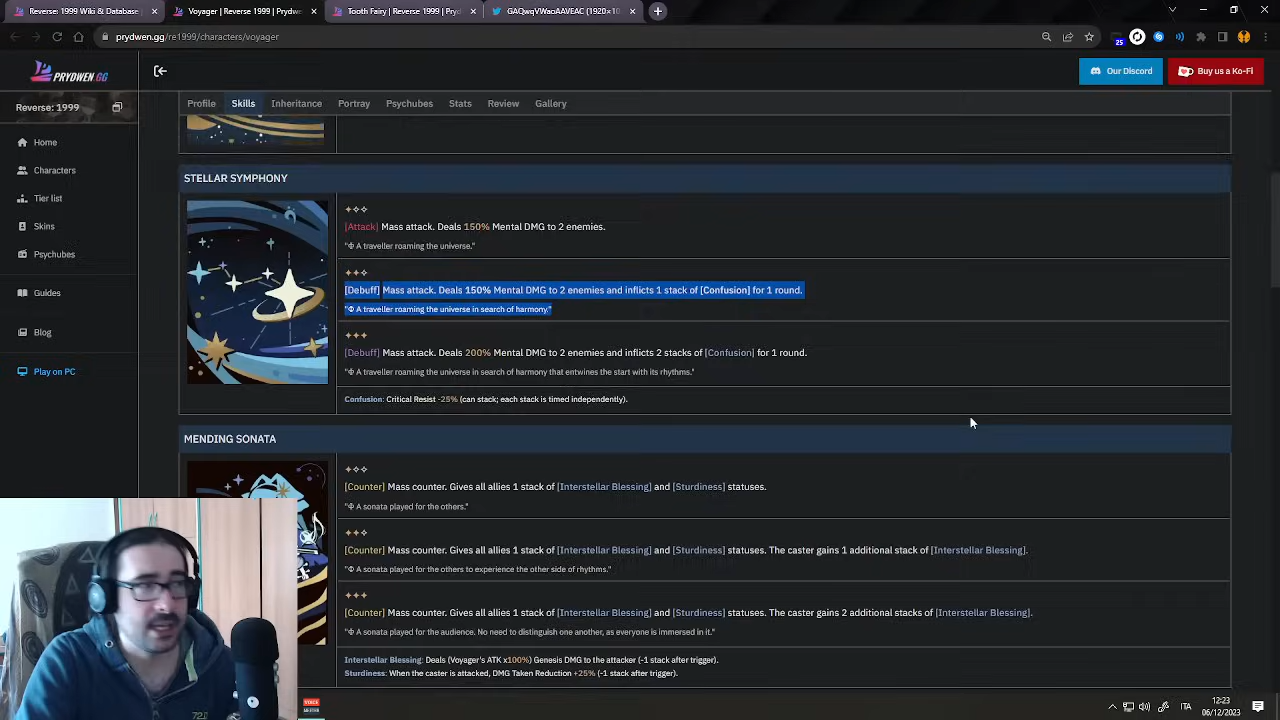 Reverse 1999 Wiki & Database
Voyager | Reverse 1999 | Prydwen
Tooth Fairy | Reverse 1999 | Pryd
GAQwyVWaoAAVEAC (1920×10
prydwen.gg/re1999/characters/voyager
25
PRYDWEN GG
Our Discord
Buy us a Ko-Fi
Reverse: 1999
Home
Characters
Tier list
Skins
Psychubes
Guides
Blog
Play on PC
Profile
Skills
Inheritance
Portray
Psychubes
Stats
Review
Gallery
STELLAR SYMPHONY
[Attack] Mass attack. Deals 150% Mental DMG to 2 enemies.
"Φ A traveller roaming the universe."
[Debuff] Mass attack. Deals 150% Mental DMG to 2 enemies and inflicts 1 stack of [Confusion] for 1 round.
"Φ A traveller roaming the universe in search of harmony."
[Debuff] Mass attack. Deals 200% Mental DMG to 2 enemies and inflicts 2 stacks of [Confusion] for 1 round.
"Φ A traveller roaming the universe in search of harmony that entwines the start with its rhythms."
Confusion: Critical Resist -25% (can stack; each stack is timed independently).
MENDING SONATA
[Counter] Mass counter. Gives all allies 1 stack of [Interstellar Blessing] and [Sturdiness] statuses.
"Φ A sonata played for the others."
[Counter] Mass counter. Gives all allies 1 stack of [Interstellar Blessing] and [Sturdiness] statuses. The caster gains 1 additional stack of [Interstellar Blessing].
"Φ A sonata played for the others to experience the other side of rhythms."
[Counter] Mass counter. Gives all allies 1 stack of [Interstellar Blessing] and [Sturdiness] statuses. The caster gains 2 additional stacks of [Interstellar Blessing].
"Φ A sonata played for the audience. No need to distinguish one another, as everyone is immersed in it."
Interstellar Blessing: Deals (Voyager's ATK x100%) Genesis DMG to the attacker (-1 stack after trigger).
Sturdiness: When the caster is attacked, DMG Taken Reduction +25% (-1 stack after trigger).
VOICE
12:23
06/12/2023